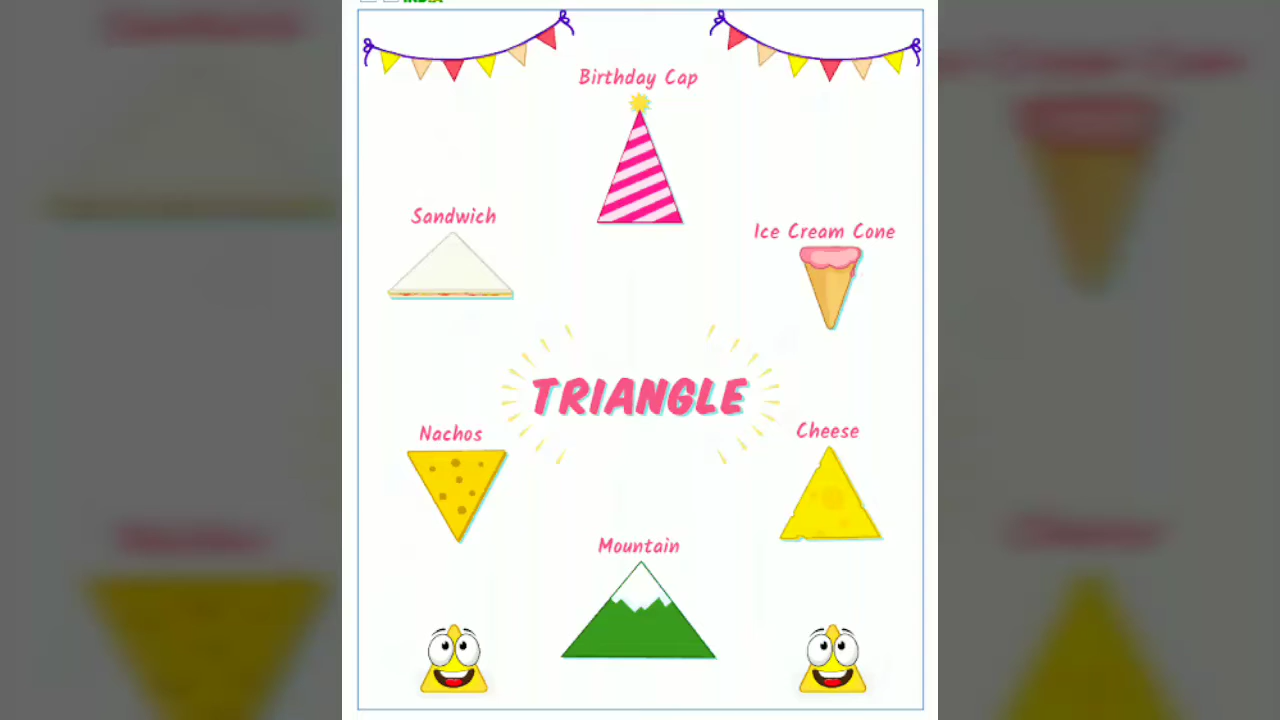 Birthday Cap
Sandwich
Ice Cream Cone
TRIANGLE
Nachos
Cheese
Mountain